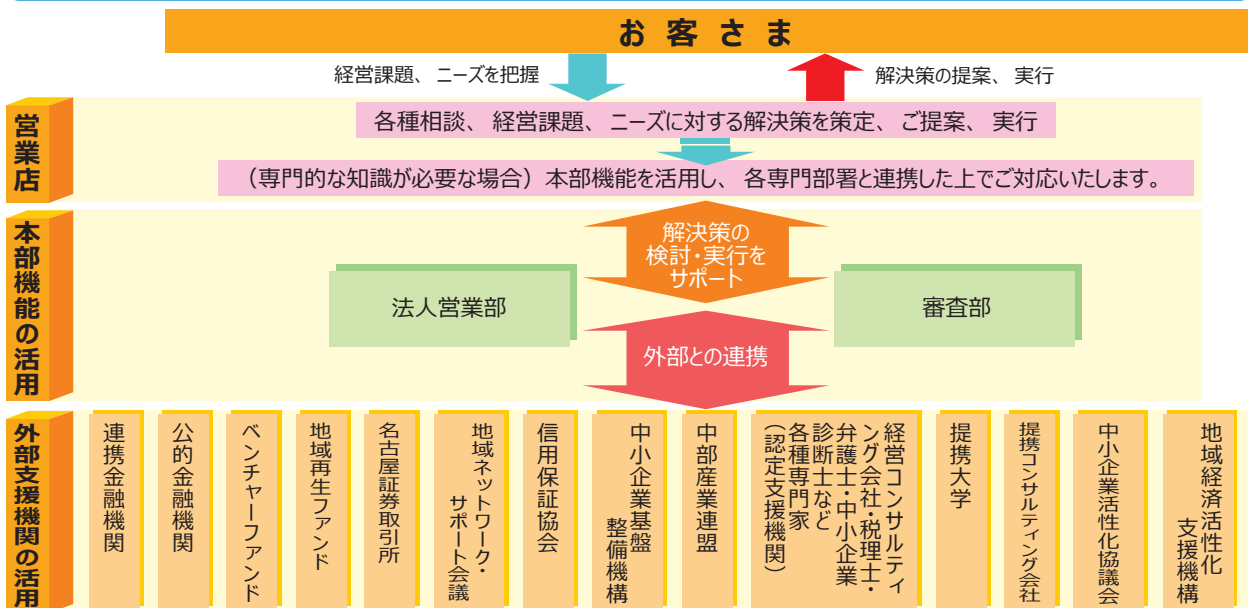 お客さま
経営課題、ニーズを把握
解決策の提案、実行
営業店
各種相談、経営課題、ニーズに対する解決策を策定、ご提案、実行
（専門的な知識が必要な場合）本部機能を活用し、各専門部署と連携した上でご対応いたします。
本部機能の活用
解決策の
検討・実行を
サポート
法人営業部
審査部
外部との連携
外部支援機関の活用
連携金融機関
公的金融機関
ベンチャーファンド
地域再生ファンド
名古屋証券取引所
地域ネットワーク・
サポート会議
信用保証協会
中小企業基盤
整備機構
中部産業連盟
経営コンサルティ
ング会社・税理士・
弁護士・中小企業
診断士など
各種専門家
（認定支援機関）
提携大学
提携コンサルティング会社
中小企業活性化協議会
地域経済活性化
支援機構